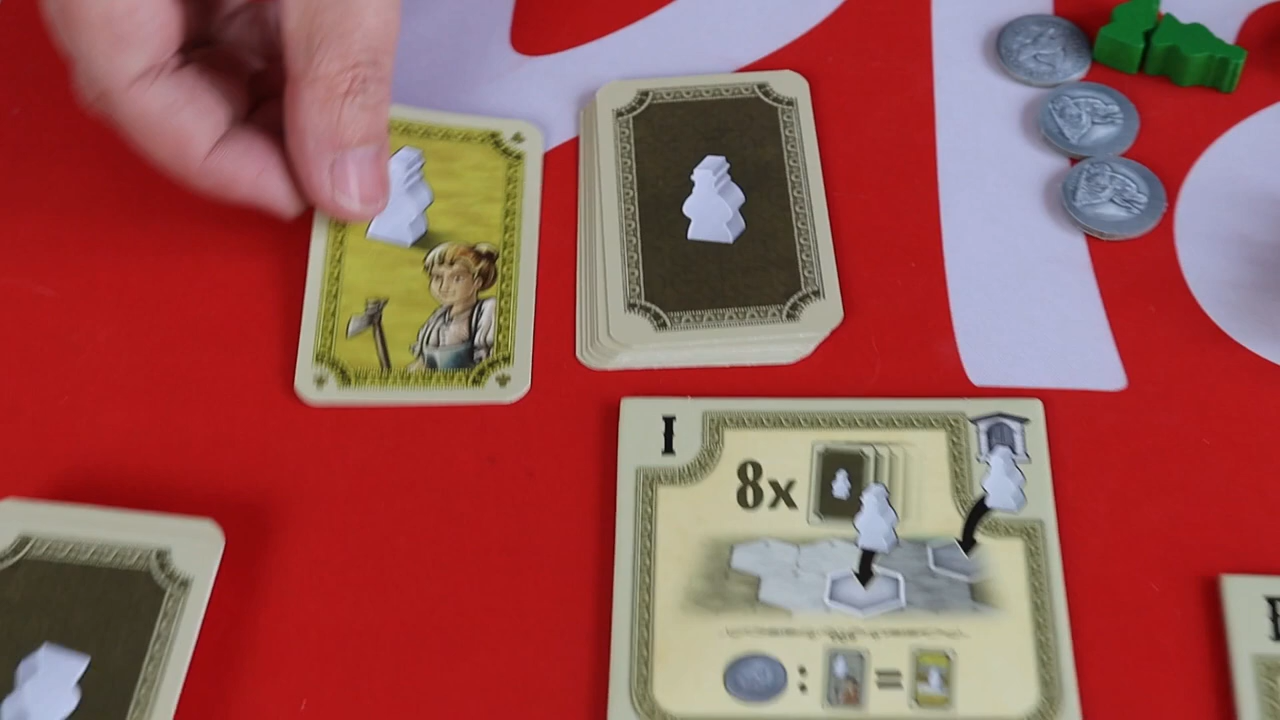 I
8x
: =